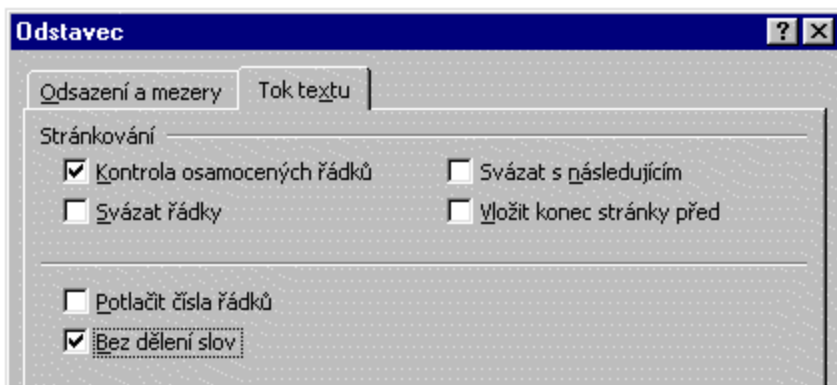 Odstavec
Odsazení a mezery Tok textu
Stránkování
Kontrola osamocených řádků Svázat s následujícím
Svázat řádky Vložit konec stránky před
Potlačit čísla řádků
Bez dělení slov